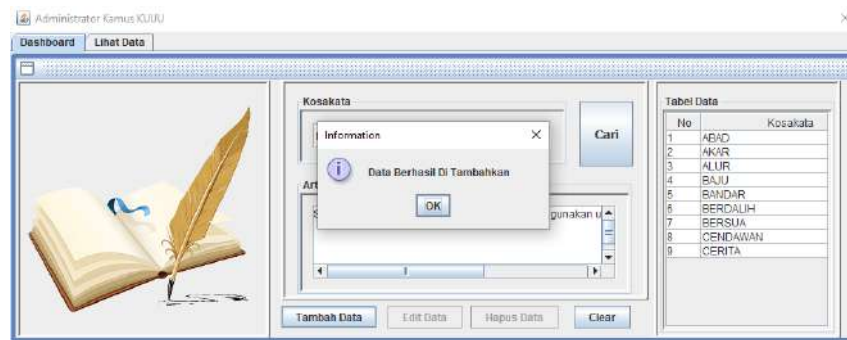 Administrator Kamus KUUU
Dashboard Lihat Data
Kosakata
Cari
Information
Data Berhasil Di Tambahkan
OK
Art
gunakan u
Tambah Data Edit Data Hapus Data Clear
Tabel Data
No Kosakata
1 ABAD
2 AKAR
3 ALUR
4 BAJU
5 BANDAR
6 BERDALIH
7 BERSUA
8 CENDAWAN
9 CERITA